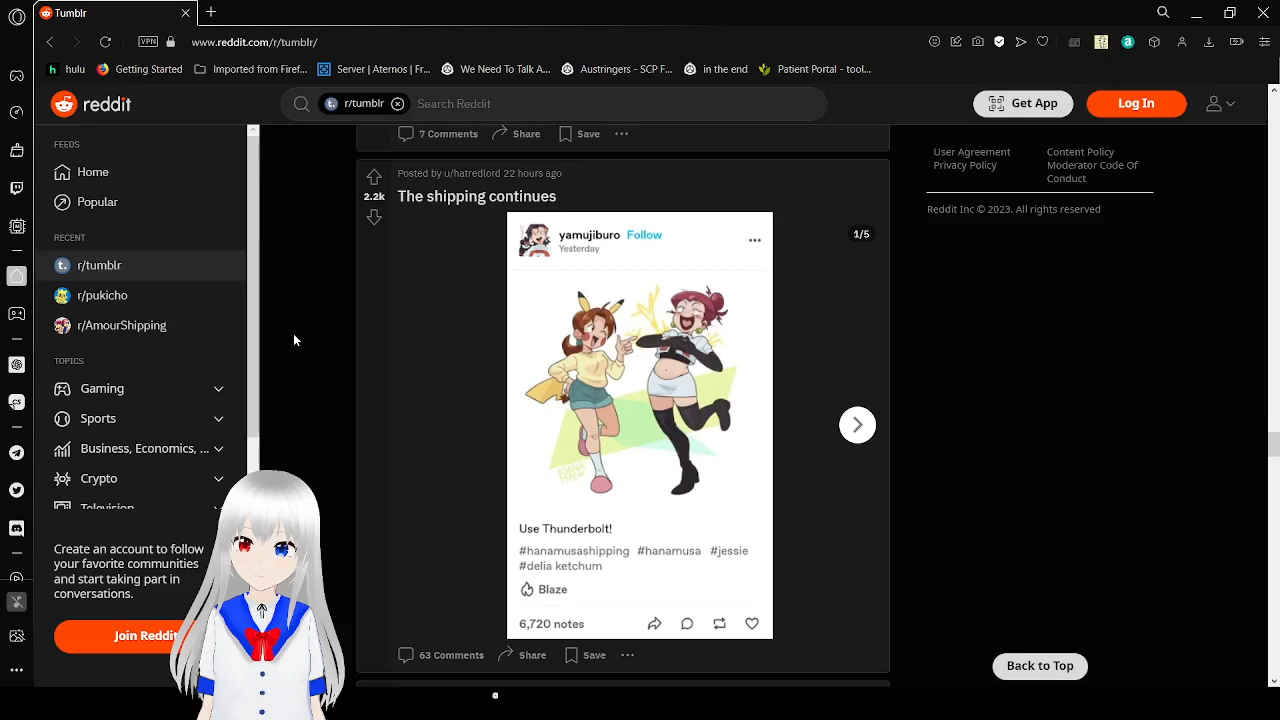 Tumblr
VPN
www.reddit.com/r/tumblr/
hulu
Getting Started
Imported from Firef...
Server | Aternos | Fr...
We Need To Talk A...
Austringers - SCP F...
in the end
Patient Portal - tool...
reddit
r/tumblr
Search Reddit
Get App
Log In
FEEDS
Home
Popular
RECENT
r/tumblr
r/pukicho
r/AmourShipping
TOPICS
Gaming
Sports
Business, Economics, ...
Crypto
Television
Create an account to follow
your favorite communities
and start taking part in
conversations.
Join Reddit
7 Comments
Share
Save
Posted by u/hatredlord 22 hours ago
2.2k
The shipping continues
yamujiburo Follow
Yesterday
1/5
Use Thunderbolt!
#hanamusashipping #hanamusa #jessie
#delia ketchum
Blaze
6,720 notes
63 Comments
Share
Save
User Agreement
Privacy Policy
Content Policy
Moderator Code Of
Conduct
Reddit Inc © 2023. All rights reserved
Back to Top